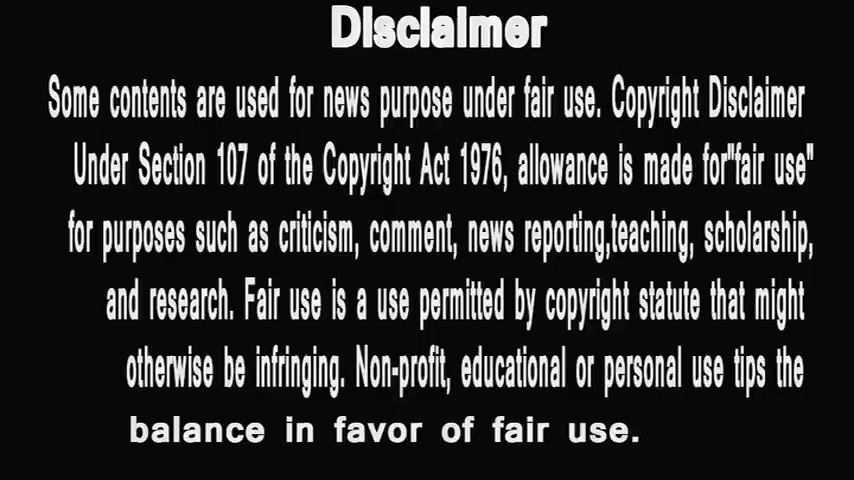 Disclaimer
Some contents are used for news purpose under fair use. Copyright Disclaimer
Under Section 107 of the Copyright Act 1976, allowance is made for"fair use"
for purposes such as criticism, comment, news reporting,teaching, scholarship,
and research. Fair use is a use permitted by copyright statute that might
otherwise be infringing. Non-profit, educational or personal use tips the
balance in favor of fair use.